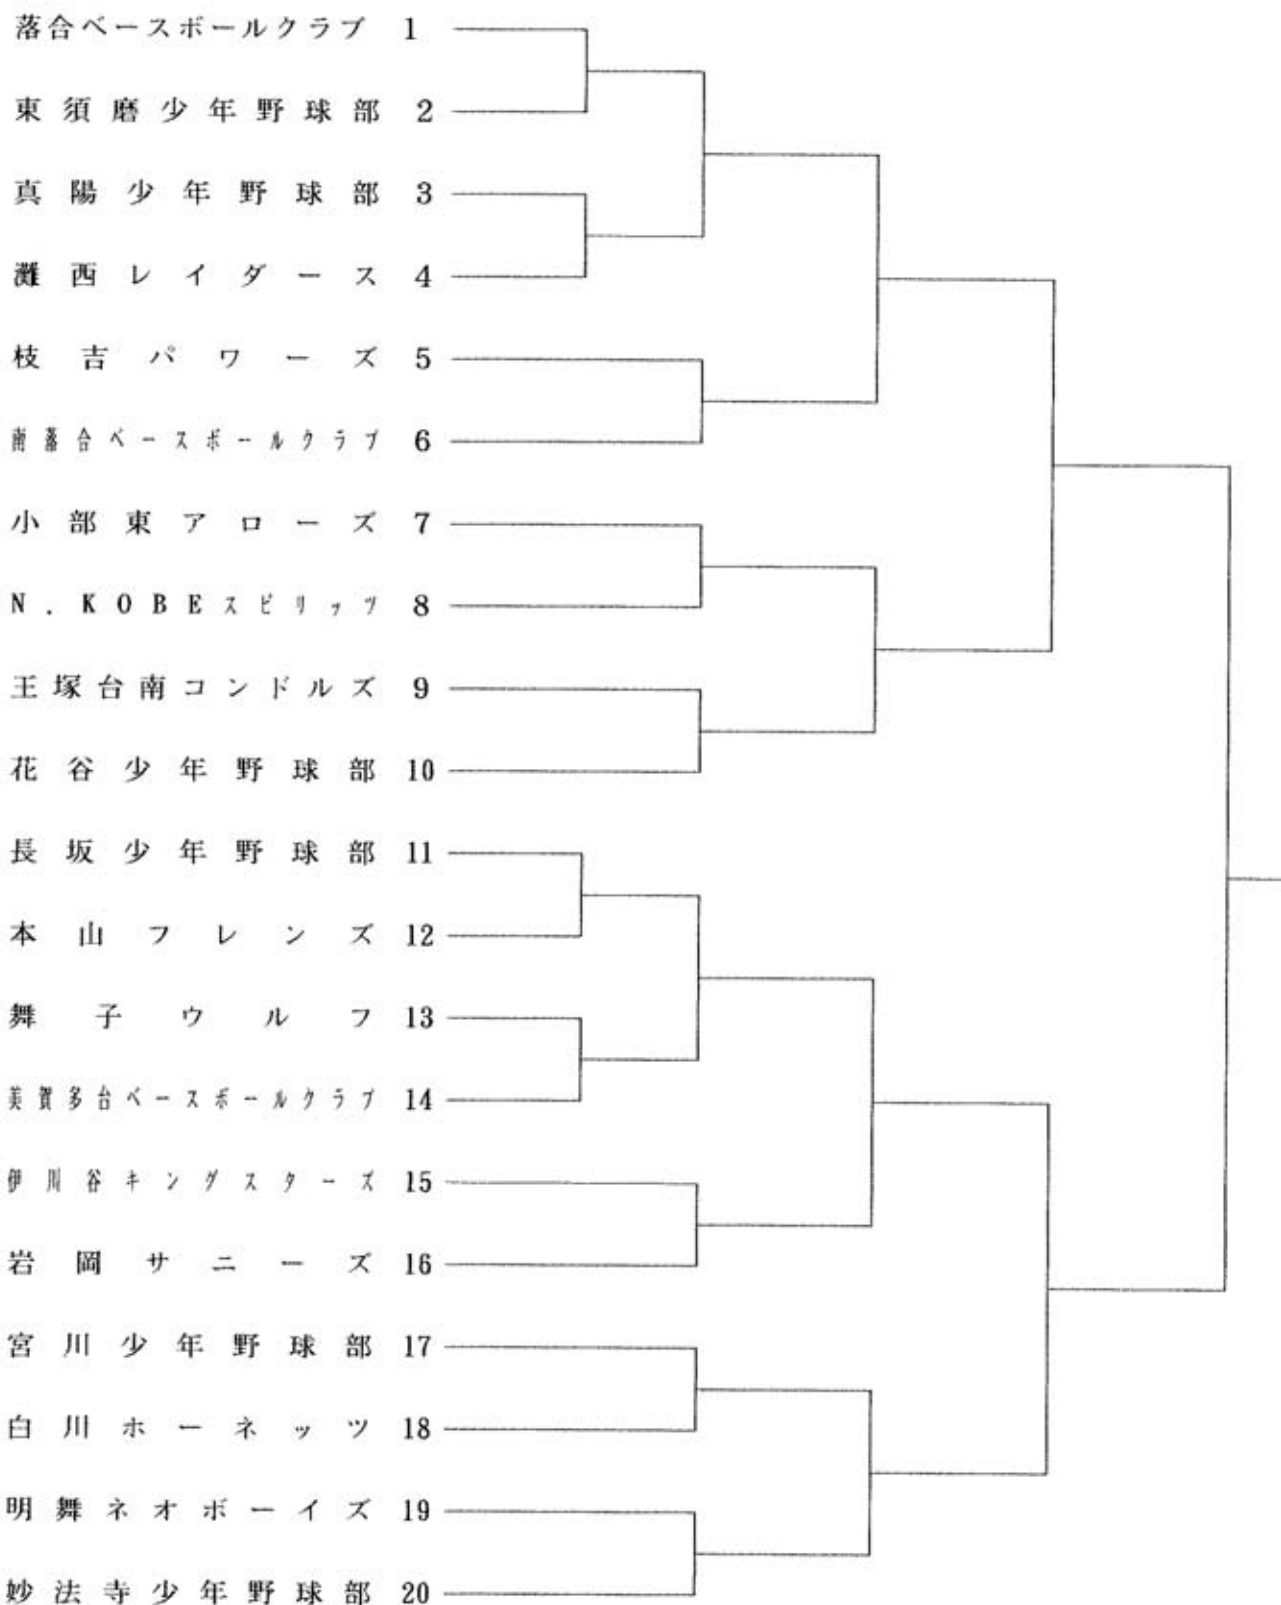 落合ベースボールクラブ 1
東須磨少年野球部 2
真陽少年野球部 3
灘西レイダース 4
枝吉パワーズ 5
南落合ベースボールクラブ 6
小部東アローズ 7
N.KOBEスピリッツ 8
王塚台南コンドルズ 9
花谷少年野球部 10
長坂少年野球部 11
本山フレンズ 12
舞子ウルフ 13
美賀多台ベースボールクラブ 14
伊川谷キングスターズ 15
岩岡サニーズ 16
宮川少年野球部 17
白川ホーネッツ 18
明舞ネオボーイズ 19
妙法寺少年野球部 20